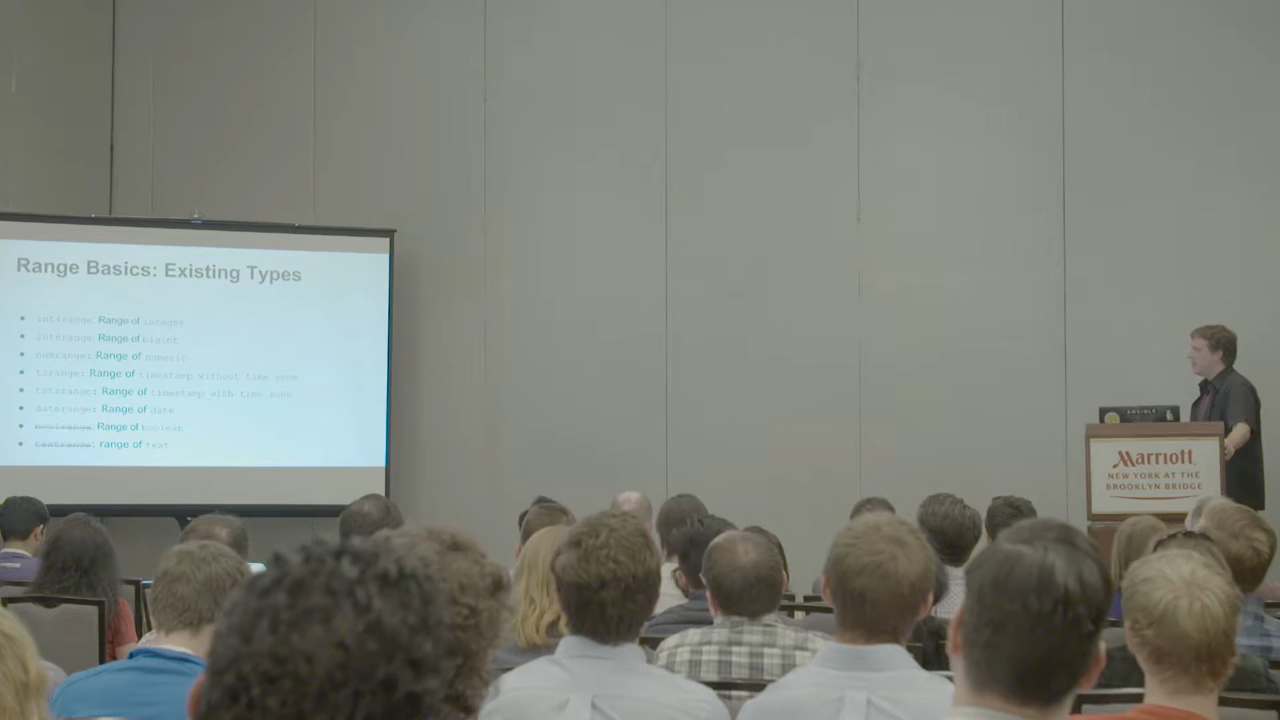 Range Basics: Existing Types
• int4range: Range of integer
• int8range: Range of bigint
• numrange: Range of numeric
• tsrange: Range of timestamp without time zone
• tstzrange: Range of timestamp with time zone
• daterange: Range of date
• boolrange: Range of boolean
• textrange: range of text
ANSIBLE
Marriott
NEW YORK AT THE
BROOKLYN BRIDGE